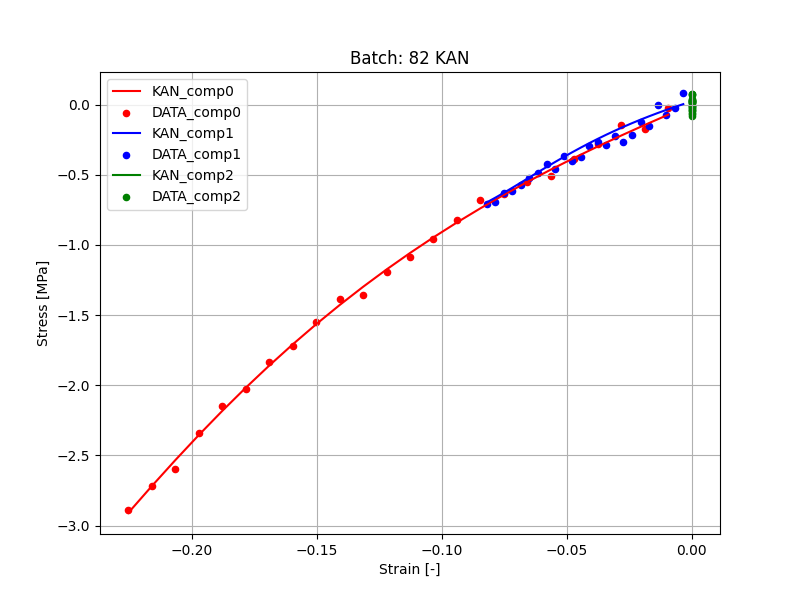 Batch: 82 KAN
KAN_comp0
DATA_comp0
KAN_comp1
DATA_comp1
KAN_comp2
DATA_comp2
0.0
−0.5
−1.0
−1.5
−2.0
−2.5
−3.0
Stress [MPa]
−0.20
−0.15
−0.10
−0.05
0.00
Strain [-]